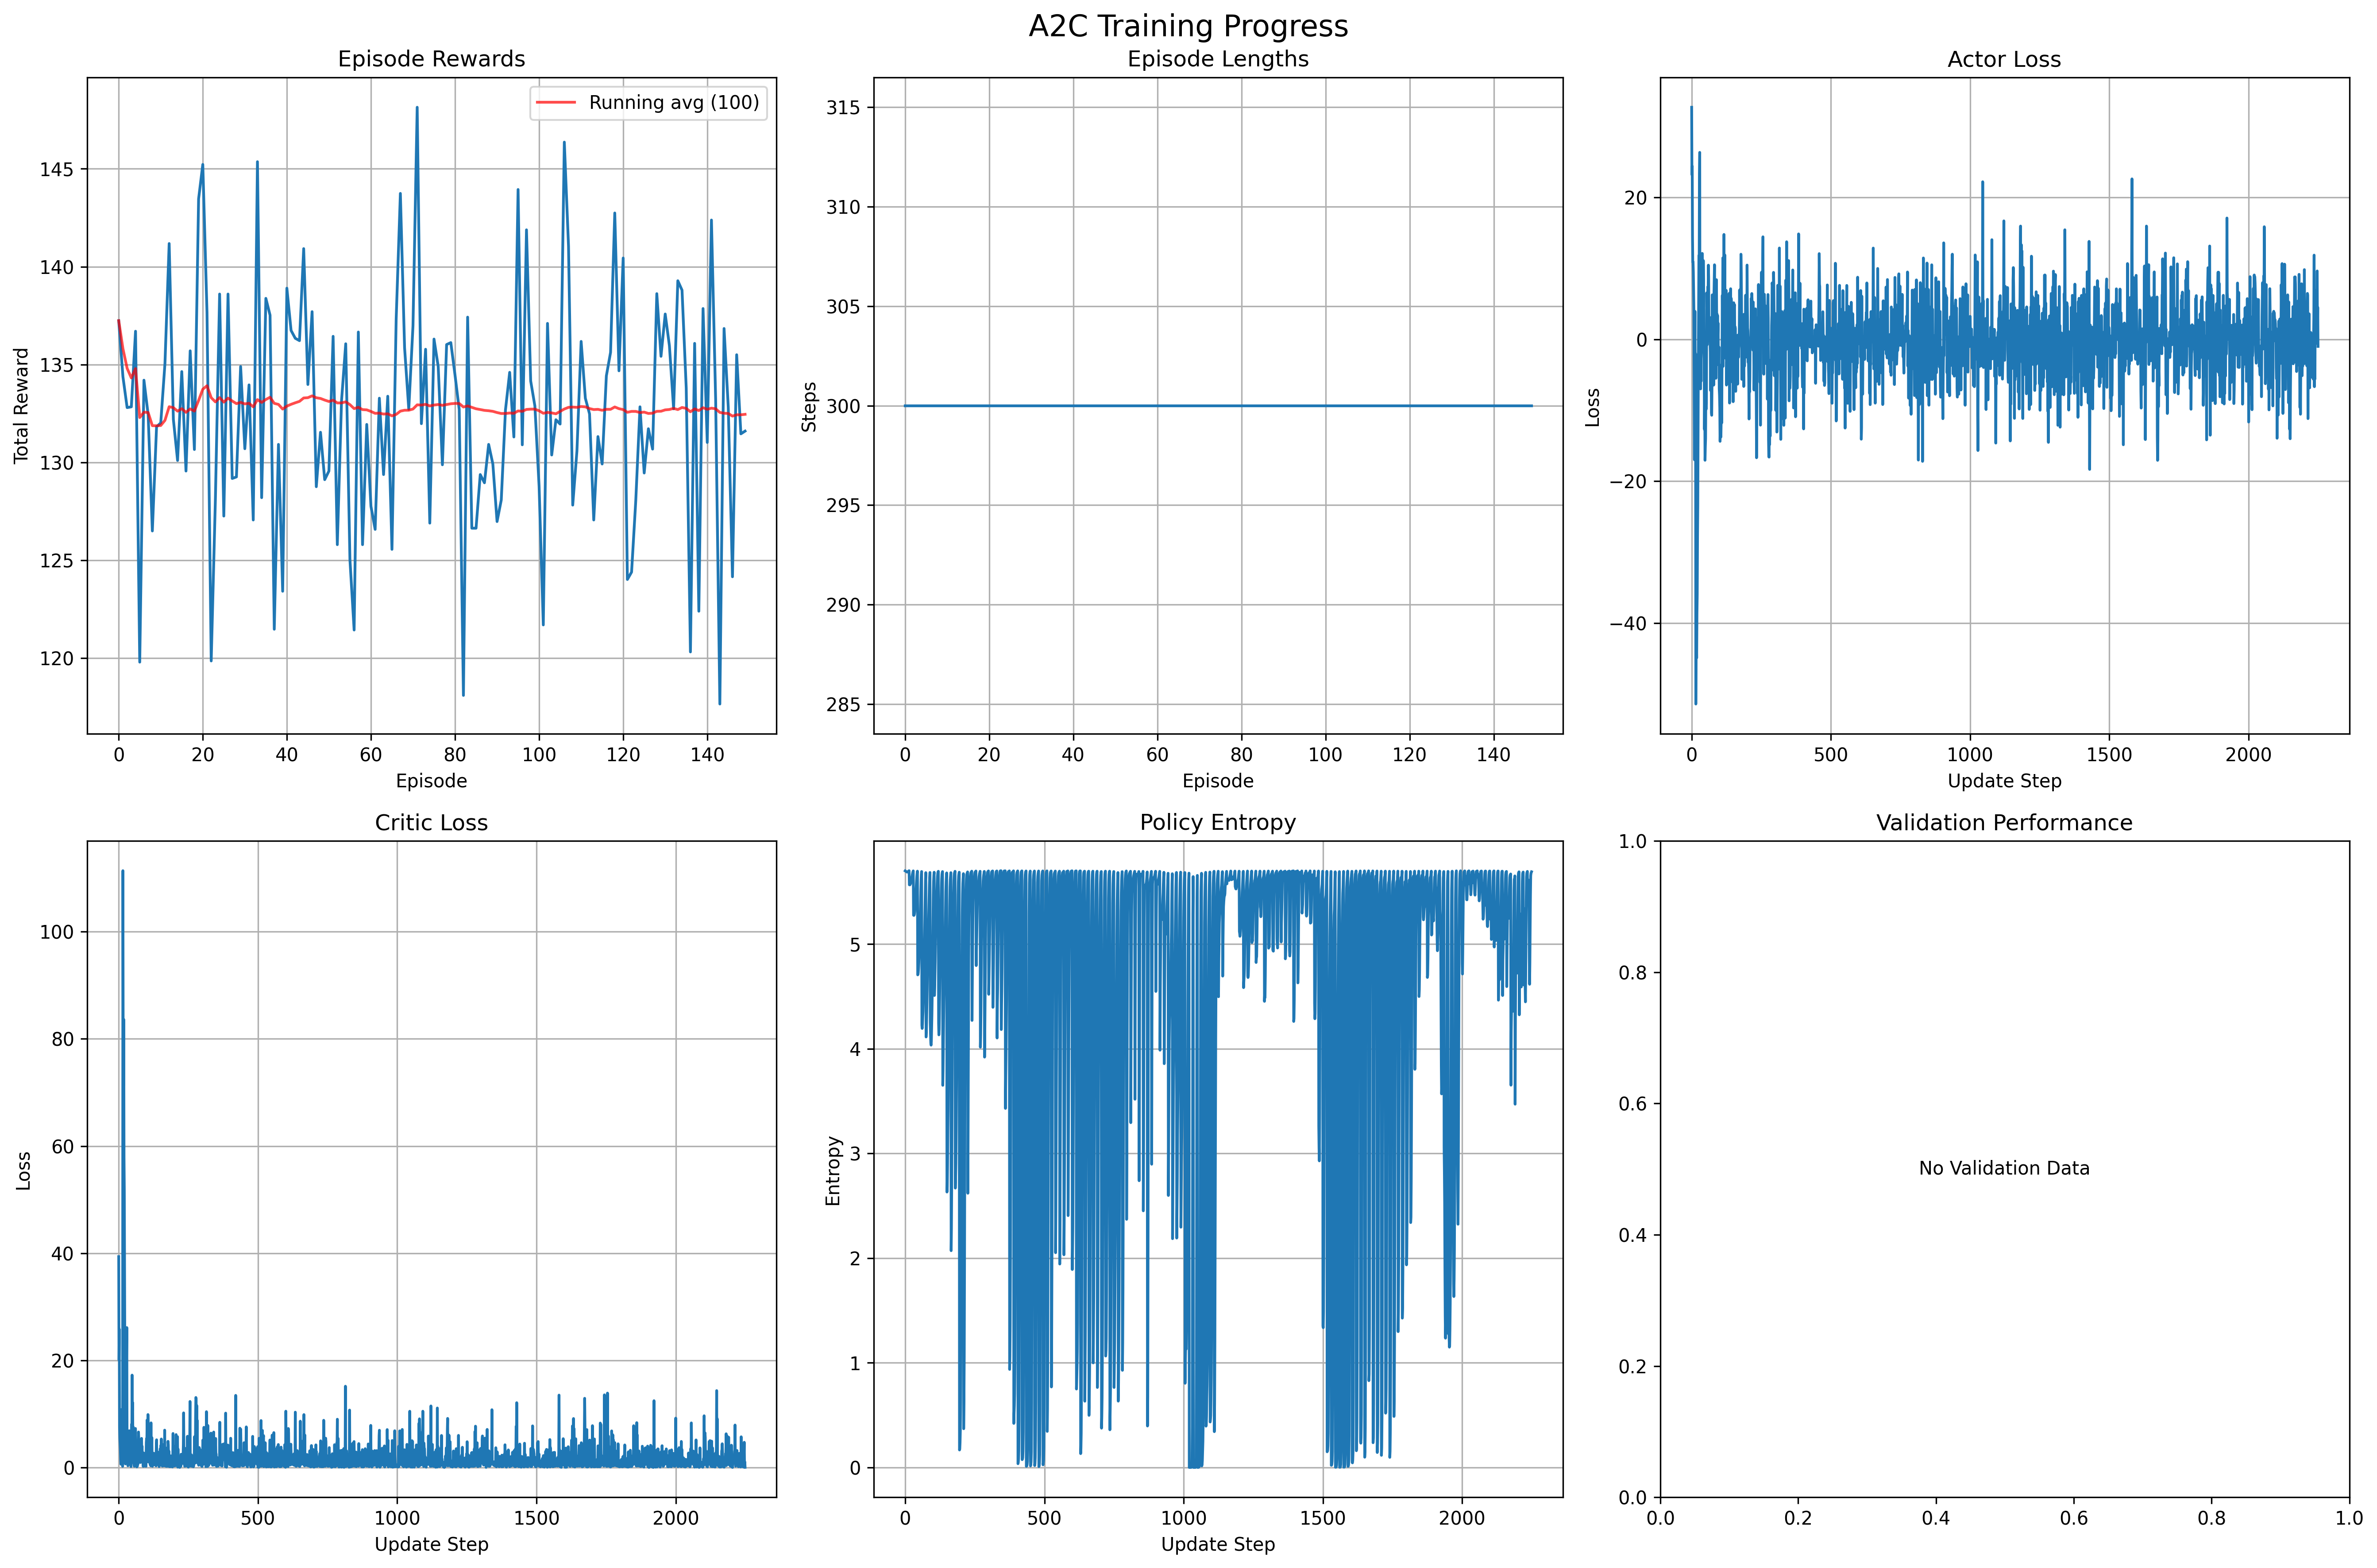 A2C Training Progress
Episode Rewards
Running avg (100)
Total Reward
145
140
135
130
125
120
0 20 40 60 80 100 120 140
Episode
Episode Lengths
Steps
315
310
305
300
295
290
285
0 20 40 60 80 100 120 140
Episode
Actor Loss
Loss
20
0
−20
−40
0 500 1000 1500 2000
Update Step
Critic Loss
Loss
100
80
60
40
20
0
0 500 1000 1500 2000
Update Step
Policy Entropy
Entropy
5
4
3
2
1
0
0 500 1000 1500 2000
Update Step
Validation Performance
1.0
0.8
0.6
0.4
0.2
0.0
No Validation Data
0.0 0.2 0.4 0.6 0.8 1.0